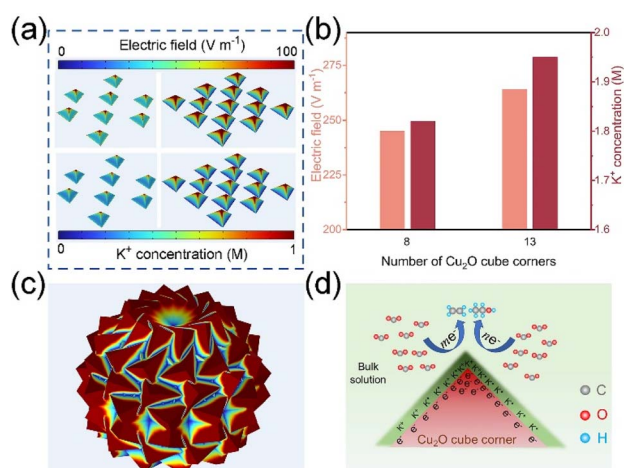 (a)
0 Electric field (V m⁻¹) 100
0 K⁺ concentration (M) 1
(b)
Electric field (V m⁻¹)
275
250
225
200
8 13
Number of Cu₂O cube corners
2.0
1.9
1.8
1.7
1.6
K⁺ concentration (M)
(c)
(d)
me⁻ ne⁻
Bulk
solution
K⁺ K⁺ K⁺ K⁺
e⁻ e⁻ e⁻ e⁻
Cu₂O cube corner
C
O
H